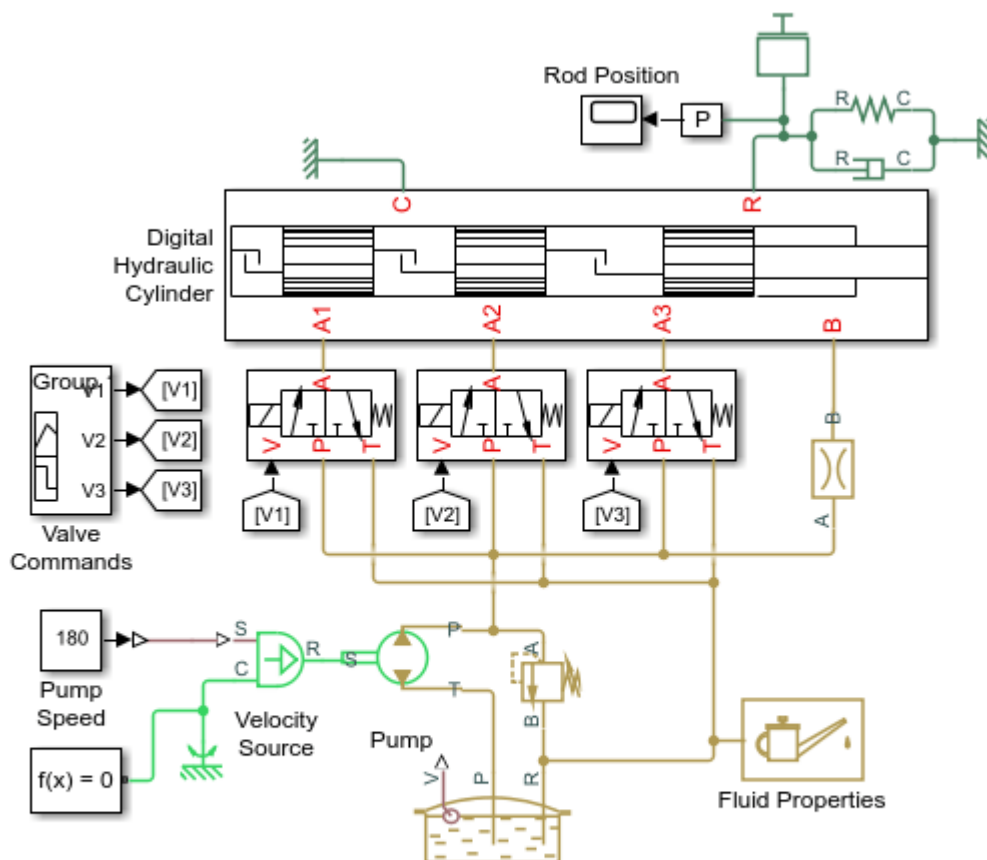 Rod Position
P
R
C
R
C
C
R
Digital
Hydraulic
Cylinder
A1
A2
A3
B
Group
V1
V2
V3
[V1]
[V2]
[V3]
Valve
Commands
A
V
P
T
[V1]
A
V
P
T
[V2]
A
V
P
T
[V3]
B
A
180
Pump
Speed
S
C
R
Velocity
Source
S
P
T
Pump
A
B
f(x) = 0
V
P
R
Fluid Properties